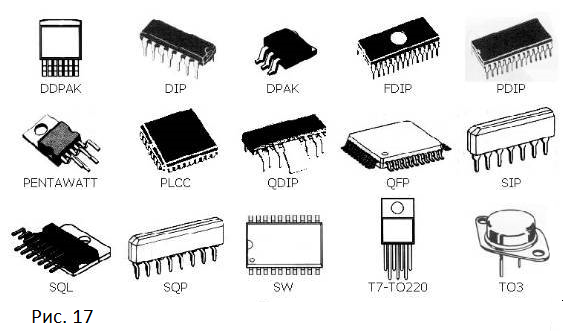 DDPAK DIP DPAK FDIP PDIP
PENTAWATT PLCC QDIP QFP SIP
SQL SQP SW T7-TO220 TO3
Рис. 17